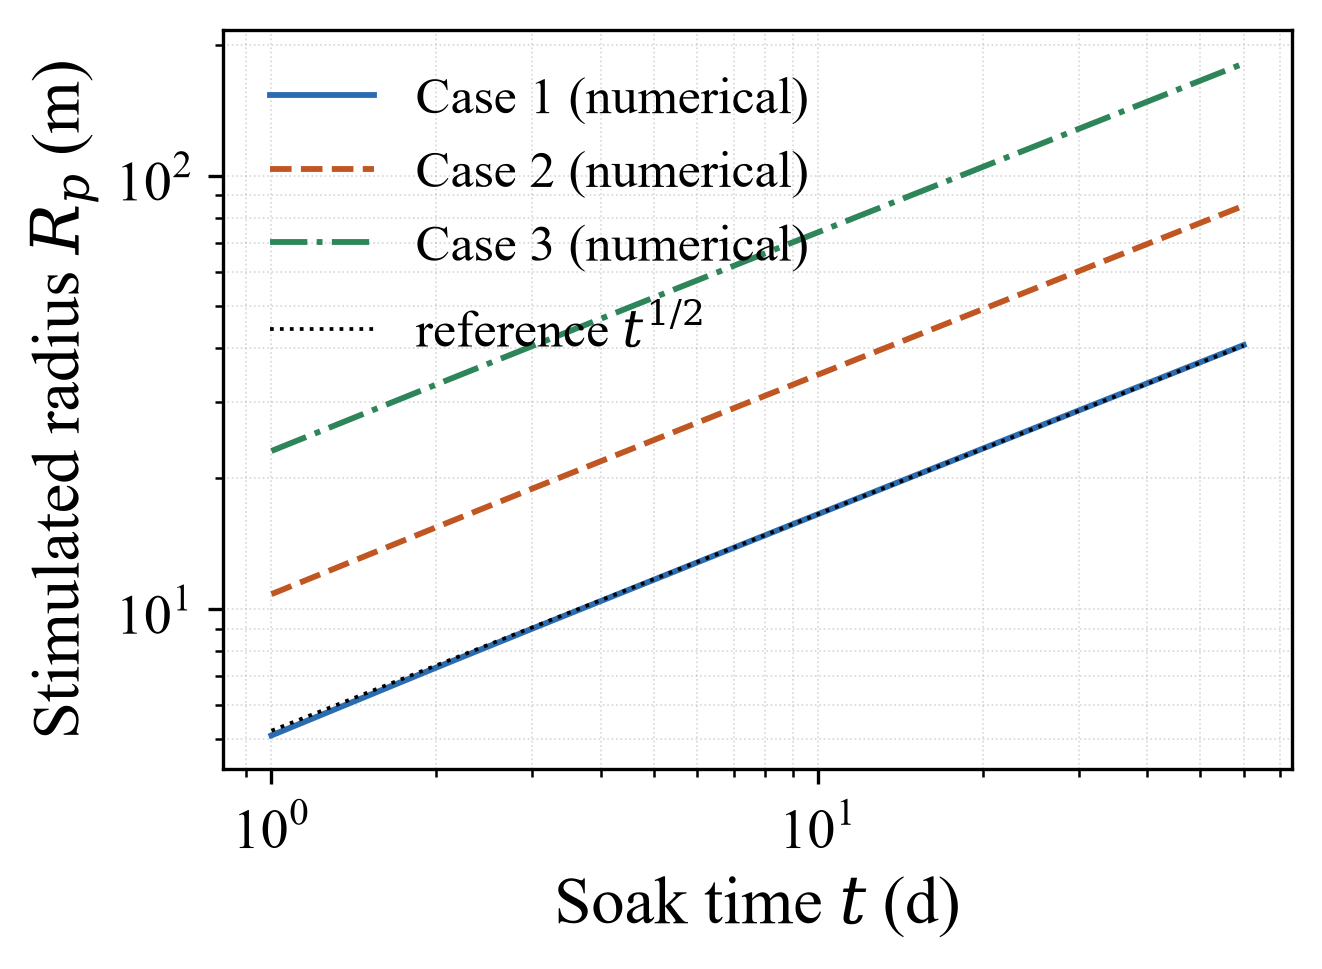 Case 1 (numerical)
Case 2 (numerical)
Case 3 (numerical)
reference t^{1/2}
Stimulated radius R_p (m)
10^2
10^1
10^0
10^1
Soak time t (d)